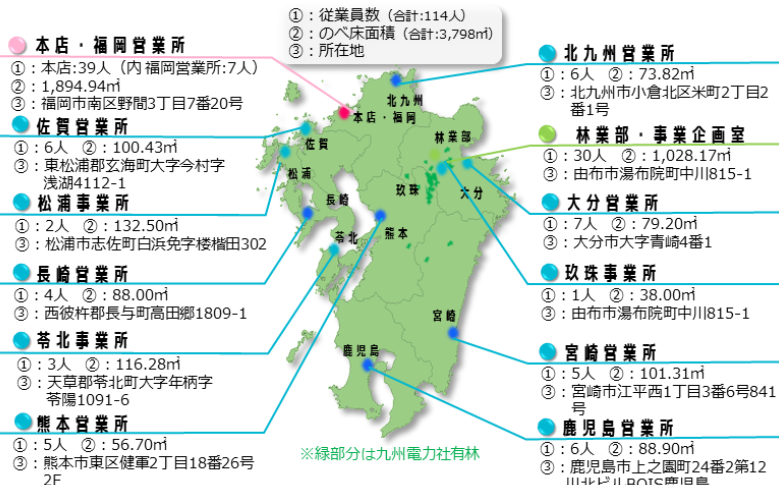 ①：従業員数（合計:114人）
②：のべ床面積（合計:3,798㎡）
③：所在地
本店・福岡営業所
①：本店:39人（内 福岡営業所:7人）
②：1,894.94㎡
③：福岡市南区野間3丁目7番20号
佐賀営業所
①：6人　②：100.43㎡
③：東松浦郡玄海町大字今村字
浅湖4112-1
松浦事業所
①：2人　②：132.50㎡
③：松浦市志佐町白浜免字楼楷田302
長崎営業所
①：4人　②：88.00㎡
③：西彼杵郡長与町高田郷1809-1
苓北事業所
①：3人　②：116.28㎡
③：天草郡苓北町大字年柄字
苓陽1091-6
熊本営業所
①：5人　②：56.70㎡
③：熊本市東区健軍2丁目18番26号
2F
北九州
本店・福岡
佐賀
松浦
長崎
林業部
玖珠
大分
熊本
苓北
宮崎
鹿児島
※緑部分は九州電力社有林
北九州営業所
①：6人　②：73.82㎡
③：北九州市小倉北区米町2丁目2
番1号
林業部・事業企画室
①：30人　②：1,028.17㎡
③：由布市湯布院町中川815-1
大分営業所
①：7人　②：79.20㎡
③：大分市大字青崎4番1
玖珠事業所
①：1人　②：38.00㎡
③：由布市湯布院町中川815-1
宮崎営業所
①：5人　②：101.31㎡
③：宮崎市江平西1丁目3番6号841
号
鹿児島営業所
①：6人　②：88.90㎡
③：鹿児島市上之園町24番2第12
川北ビルBOIS鹿児島